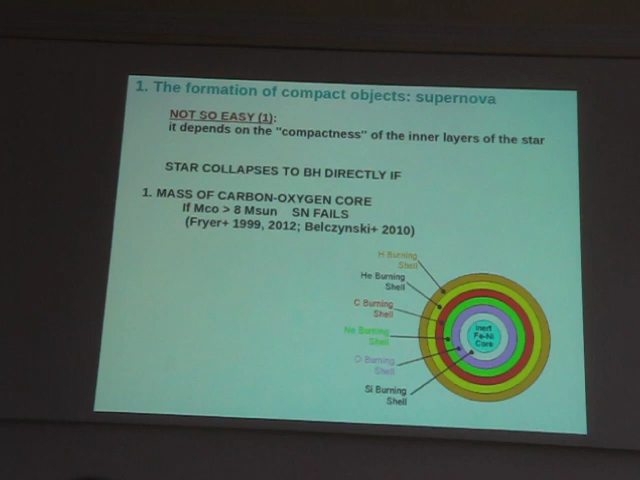 1. The formation of compact objects: supernova
NOT SO EASY (1):
it depends on the "compactness" of the inner layers of the star
STAR COLLAPSES TO BH DIRECTLY IF
1. MASS OF CARBON-OXYGEN CORE
If Mco > 8 Msun SN FAILS
(Fryer+ 1999, 2012; Belczynski+ 2010)
H Burning
Shell
He Burning
Shell
C Burning
Shell
Ne Burning
Shell
O Burning
Shell
Si Burning
Shell
Inert
Fe-Ni
Core